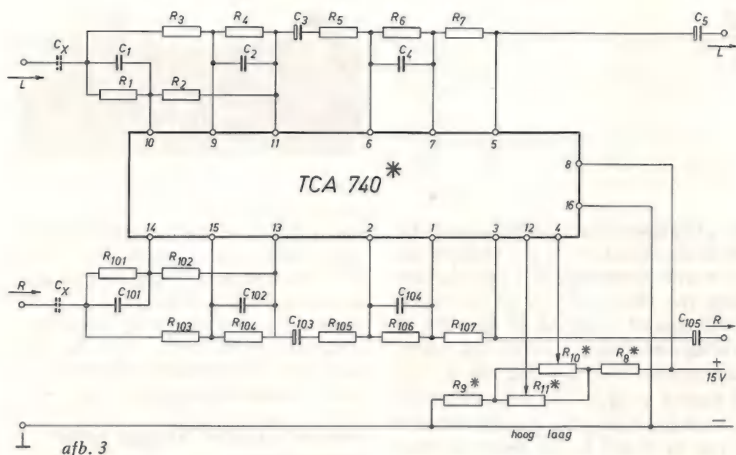 R3 R4 C3 R5 R6 R7 C5
CX C1 C2 C4
L R1 R2 L
10 9 11 6 7 5
8
TCA 740 *
16
14 15 13 2 1 3 12 4
R CX R101 R102
C101 C102 C104 C105 R
R103 R104 C103 R105 R106 R107
R10* R8* +
15 V
R9* R11*
hoog laag −
⊥
afb. 3